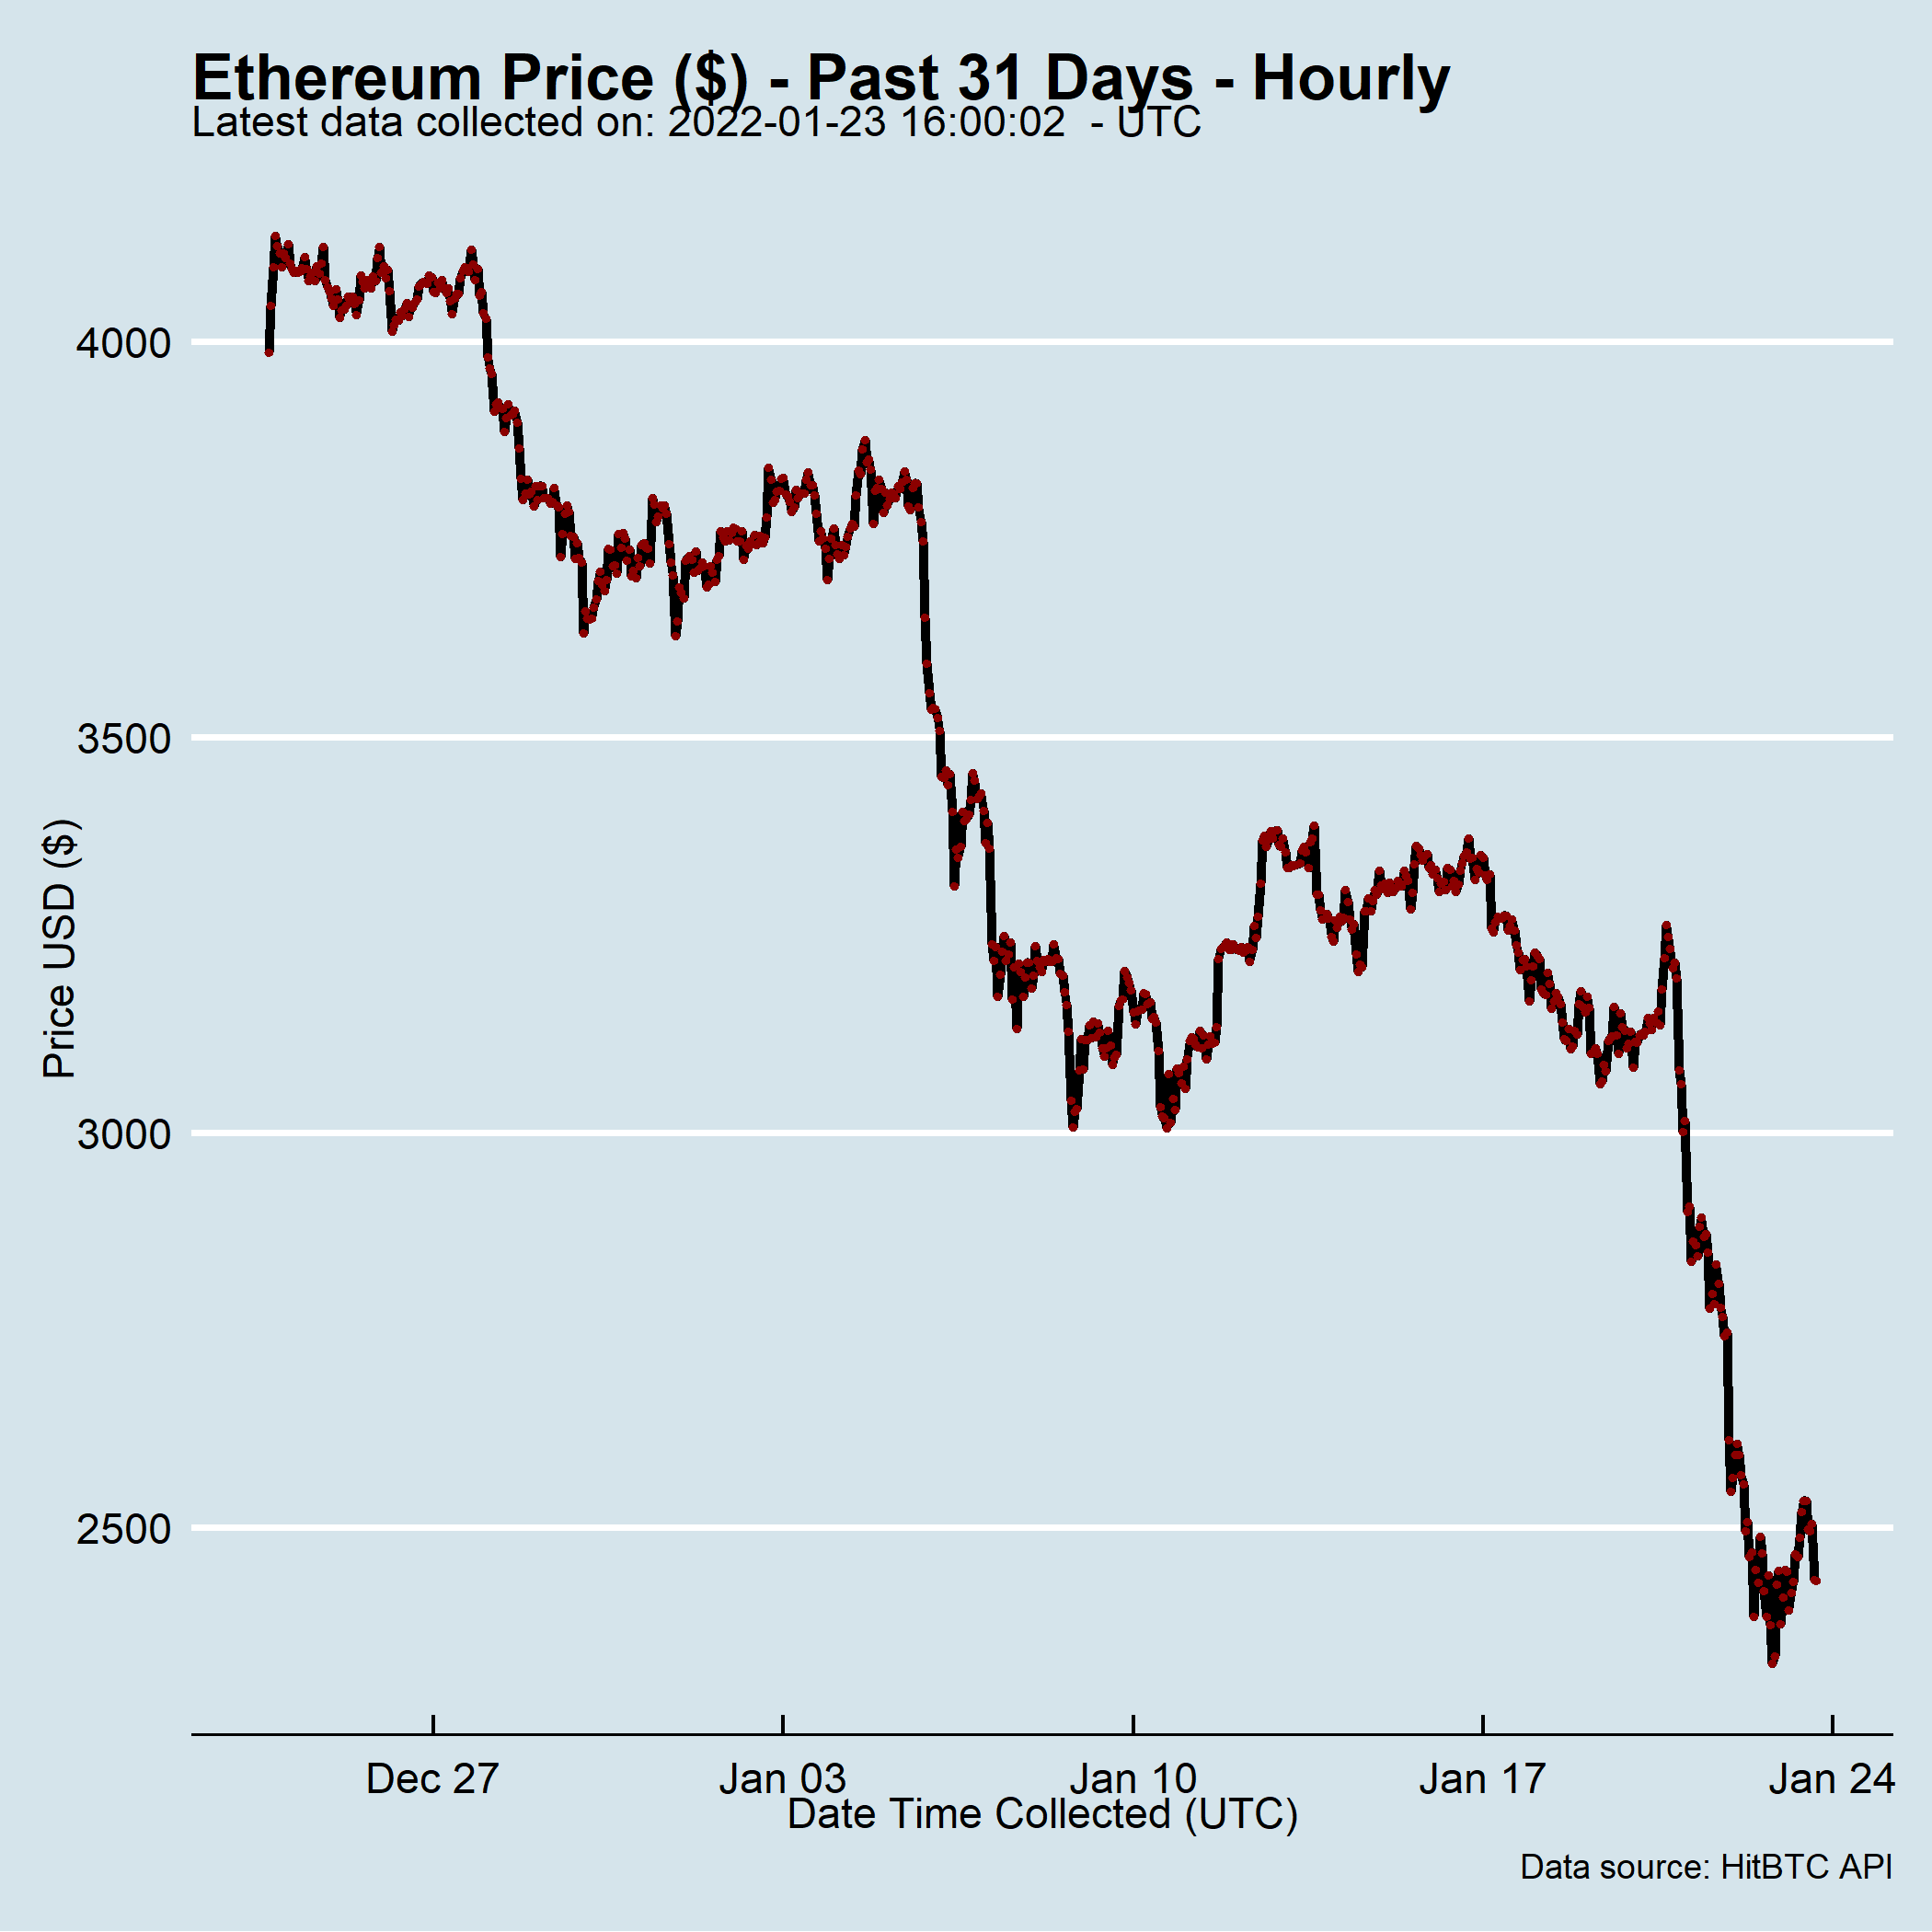 Ethereum Price ($) - Past 31 Days - Hourly
Latest data collected on: 2022-01-23 16:00:02  - UTC
4000
3500
3000
2500
Price USD ($)
Dec 27
Jan 03
Jan 10
Jan 17
Jan 24
Date Time Collected (UTC)
Data source: HitBTC API